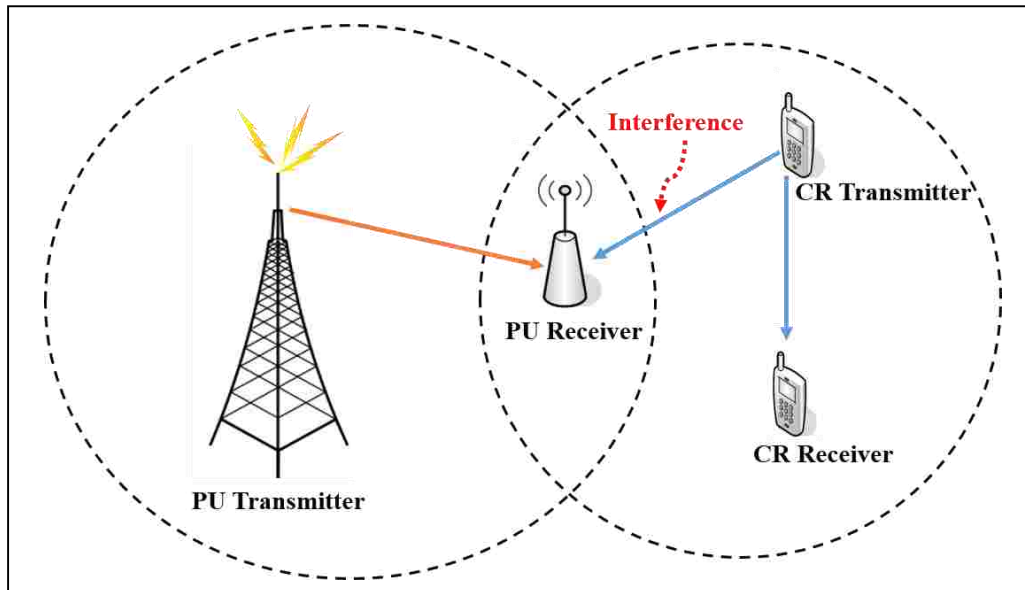 Interference
CR Transmitter
PU Receiver
CR Receiver
PU Transmitter